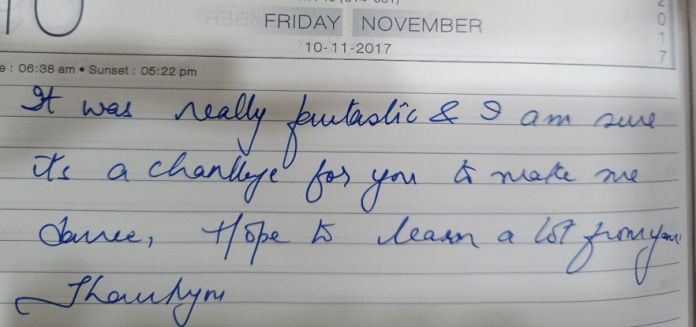 10
FRIDAY NOVEMBER
10-11-2017
2017
e : 06:38 am • Sunset : 05:22 pm
It was really fantastic & I am sure
its a challenge for you to make me
dance, Hope to learn a lot from you
Thankyou